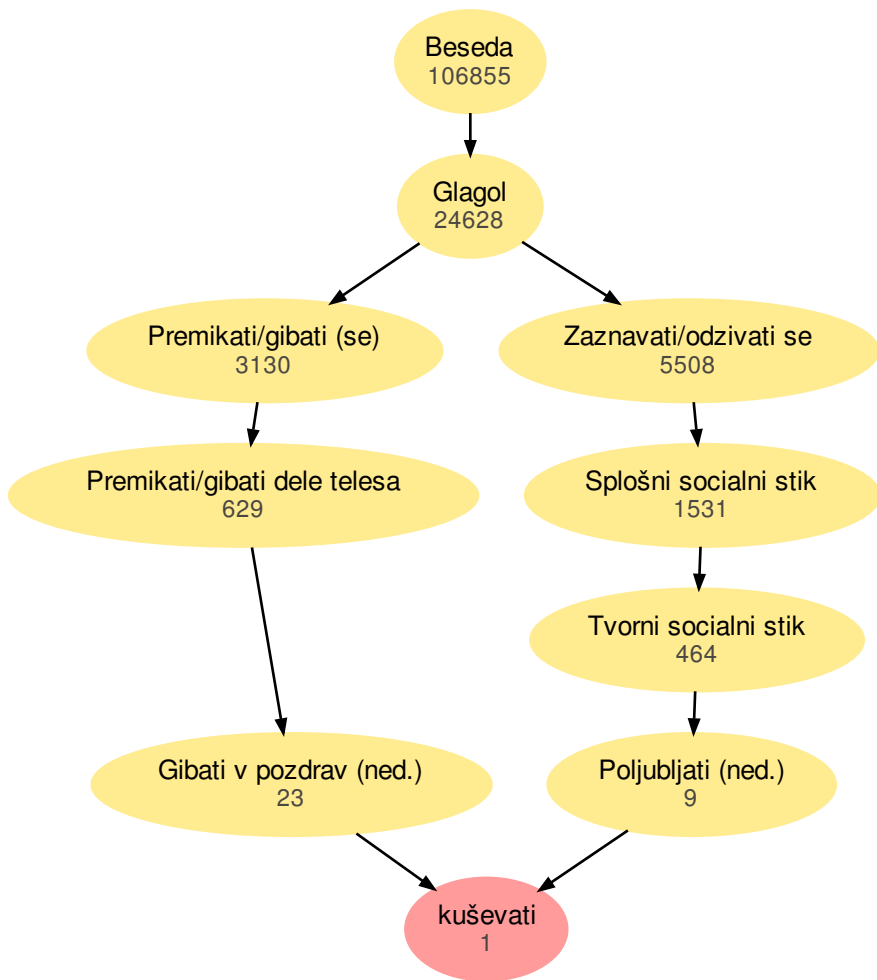 Beseda
106855
Glagol
24628
Premikati/gibati (se)
3130
Zaznavati/odzivati se
5508
Premikati/gibati dele telesa
629
Splošni socialni stik
1531
Tvorni socialni stik
464
Gibati v pozdrav (ned.)
23
Poljubljati (ned.)
9
kuševati
1